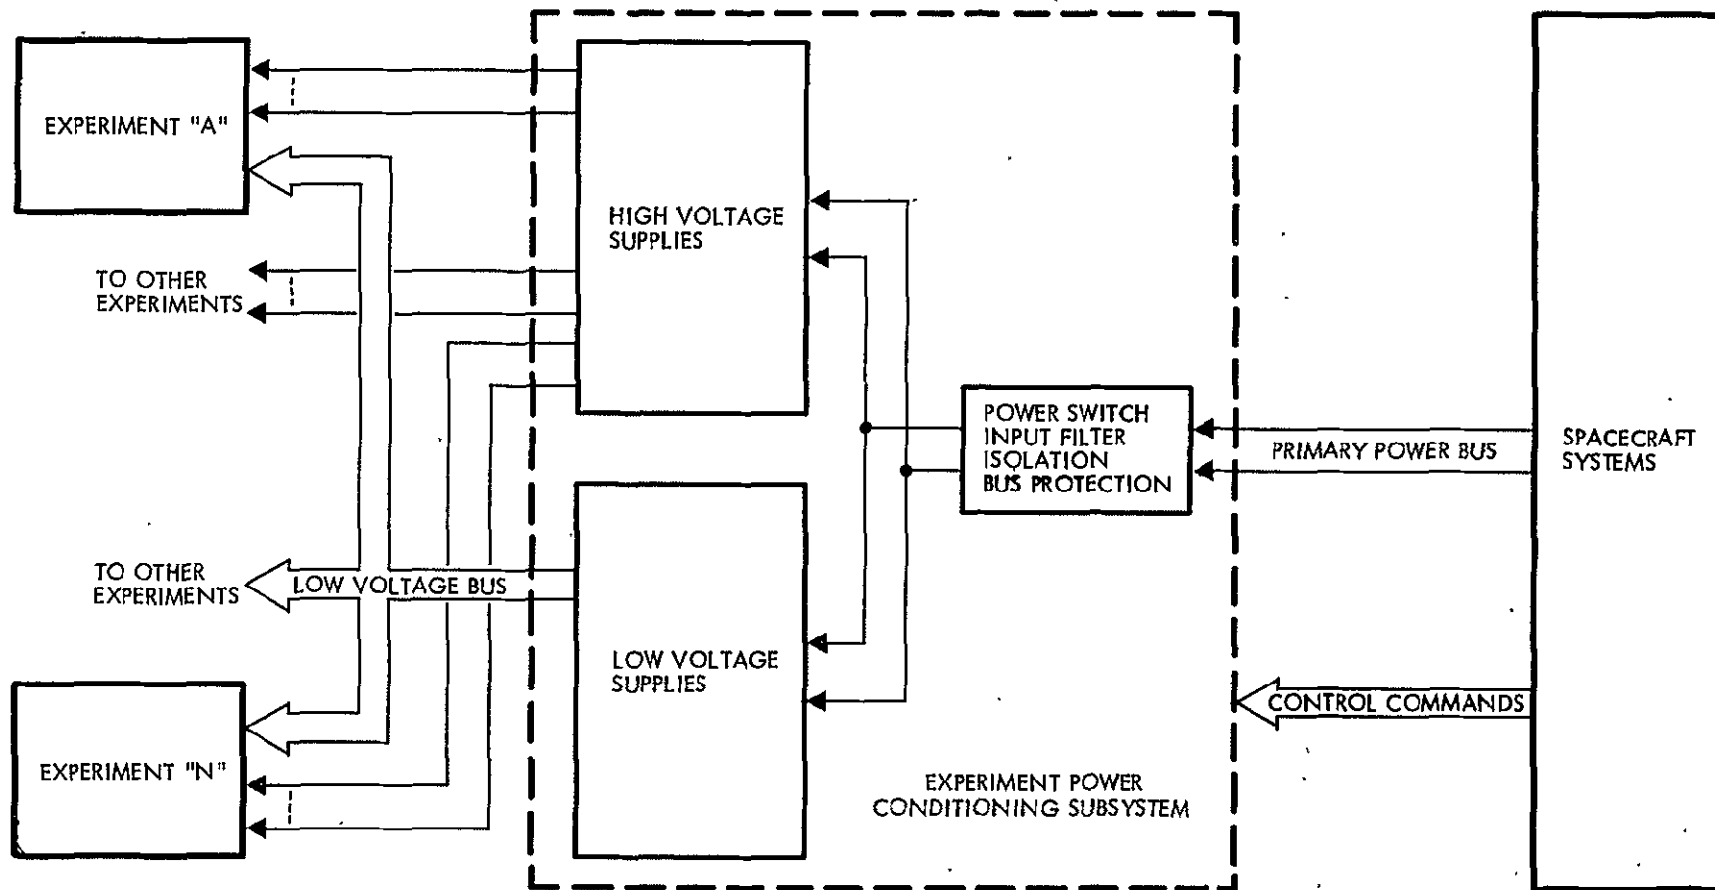 EXPERIMENT "A"
TO OTHER
EXPERIMENTS
HIGH VOLTAGE
SUPPLIES
POWER SWITCH
INPUT FILTER
ISOLATION
BUS PROTECTION
PRIMARY POWER BUS
SPACECRAFT
SYSTEMS
TO OTHER
EXPERIMENTS
LOW VOLTAGE BUS
LOW VOLTAGE
SUPPLIES
CONTROL COMMANDS
EXPERIMENT "N"
EXPERIMENT POWER
CONDITIONING SUBSYSTEM